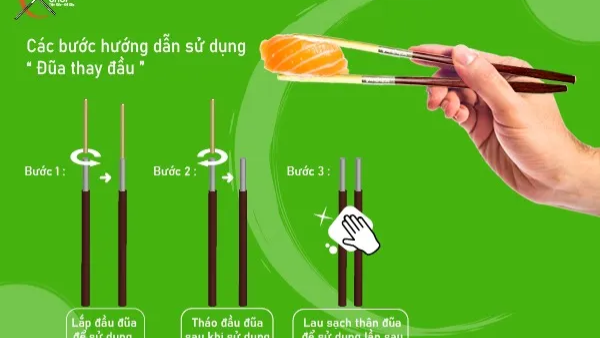 Các bước hướng dẫn sử dụng
“ Đũa thay đầu ”
Bước 1 :
Bước 2 :
Bước 3 :
Lắp đầu đũa
để sử dụng
Tháo đầu đũa
sau khi sử dụng
Lau sạch thân đũa
để sử dụng lần sau